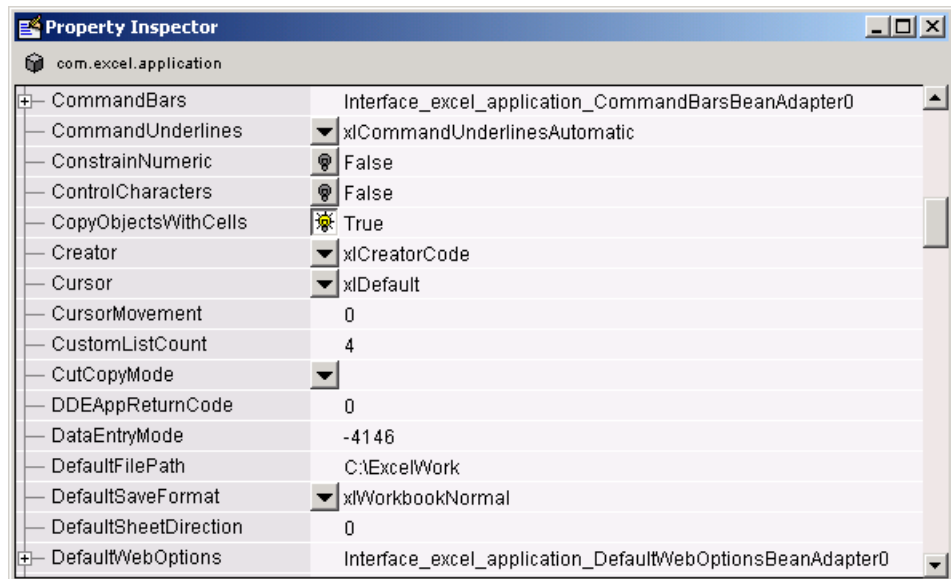 Property Inspector
com.excel.application
CommandBars Interface_excel_application_CommandBarsBeanAdapter0
CommandUnderlines xlCommandUnderlinesAutomatic
ConstrainNumeric False
ControlCharacters False
CopyObjectsWithCells True
Creator xlCreatorCode
Cursor xlDefault
CursorMovement 0
CustomListCount 4
CutCopyMode
DDEAppReturnCode 0
DataEntryMode -4146
DefaultFilePath C:\ExcelWork
DefaultSaveFormat xlWorkbookNormal
DefaultSheetDirection 0
DefaultWebOptions Interface_excel_application_DefaultWebOptionsBeanAdapter0